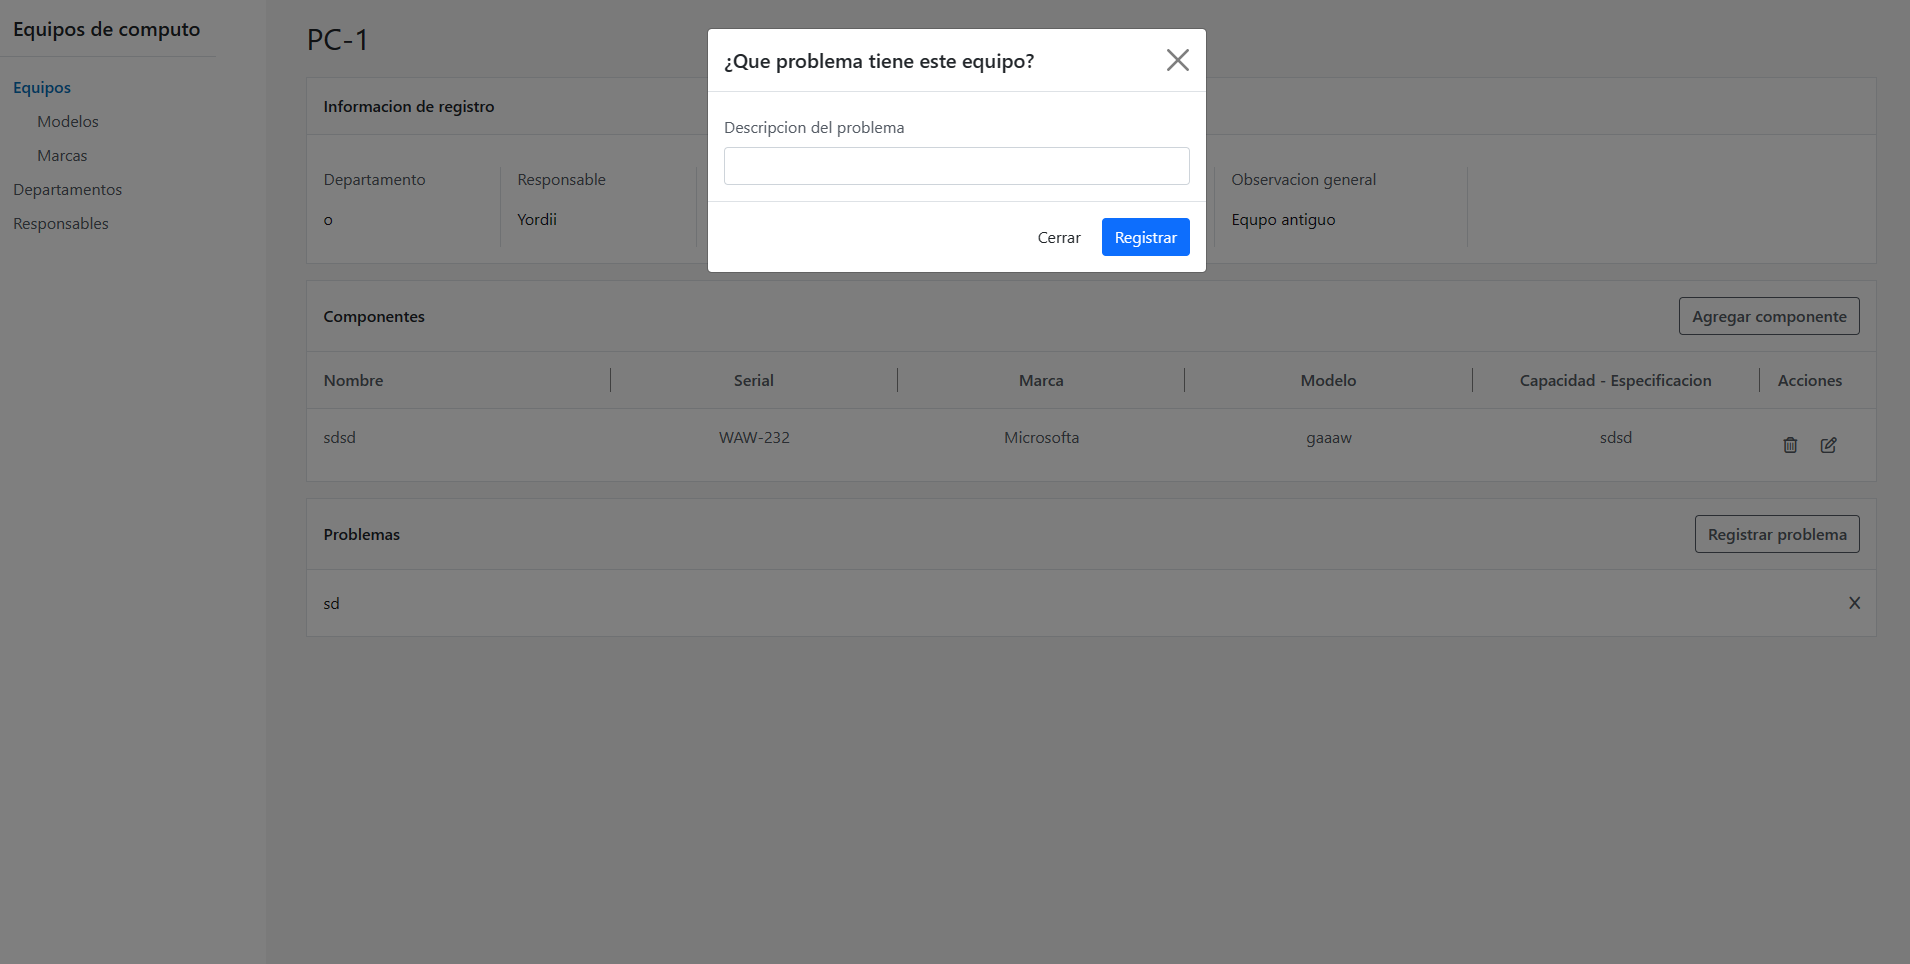 Equipos de computo
Equipos
Modelos
Marcas
Departamentos
Responsables
PC-1
Informacion de registro
Departamento
o
Responsable
Yordii
Observacion general
Equpo antiguo
¿Que problema tiene este equipo?
Descripcion del problema
Cerrar
Registrar
Componentes
Agregar componente
Nombre Serial Marca Modelo Capacidad - Especificacion Acciones
sdsd WAW-232 Microsofta gaaaw sdsd
Problemas
Registrar problema
sd
X